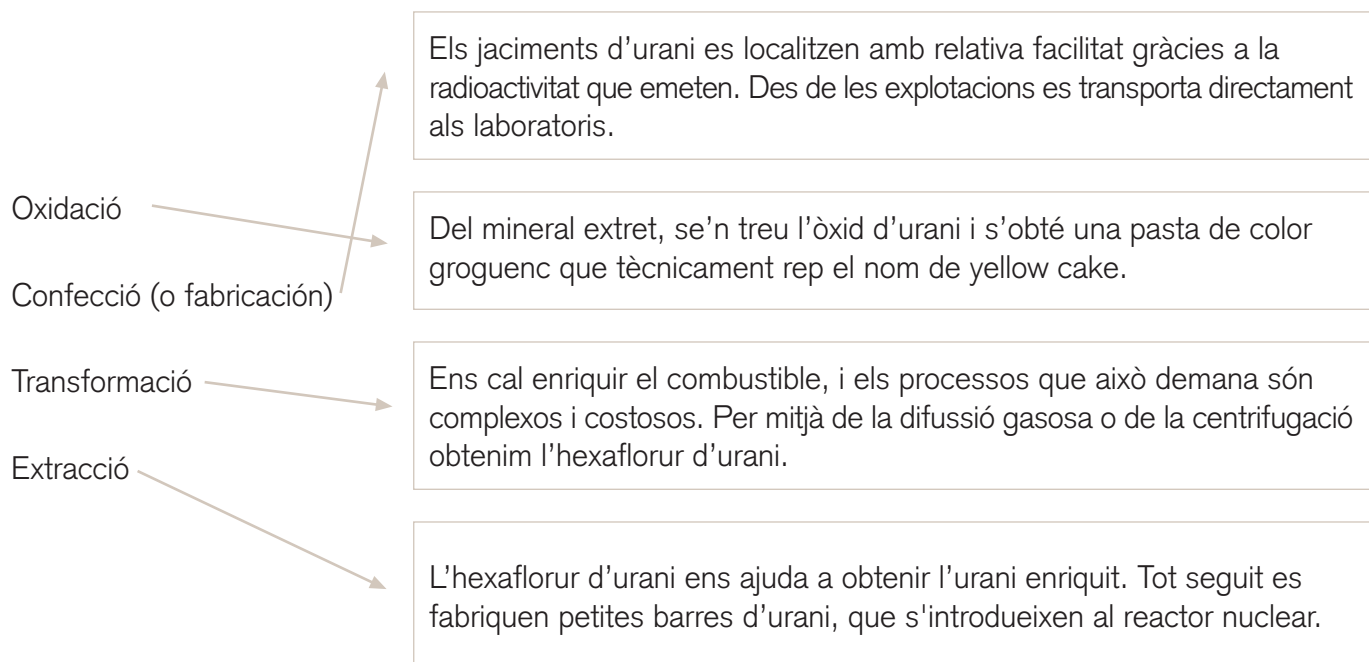 Els jaciments d’urani es localitzen amb relativa facilitat gràcies a la
radioactivitat que emeten. Des de les explotacions es transporta directament
als laboratoris.
Oxidació
Confecció (o fabricación)
Transformació
Extracció
Del mineral extret, se’n treu l’òxid d’urani i s’obté una pasta de color
groguenc que tècnicament rep el nom de yellow cake.
Ens cal enriquir el combustible, i els processos que això demana són
complexos i costosos. Per mitjà de la difussió gasosa o de la centrifugació
obtenim l’hexaflorur d’urani.
L’hexaflorur d’urani ens ajuda a obtenir l’urani enriquit. Tot seguit es
fabriquen petites barres d’urani, que s'introdueixen al reactor nuclear.